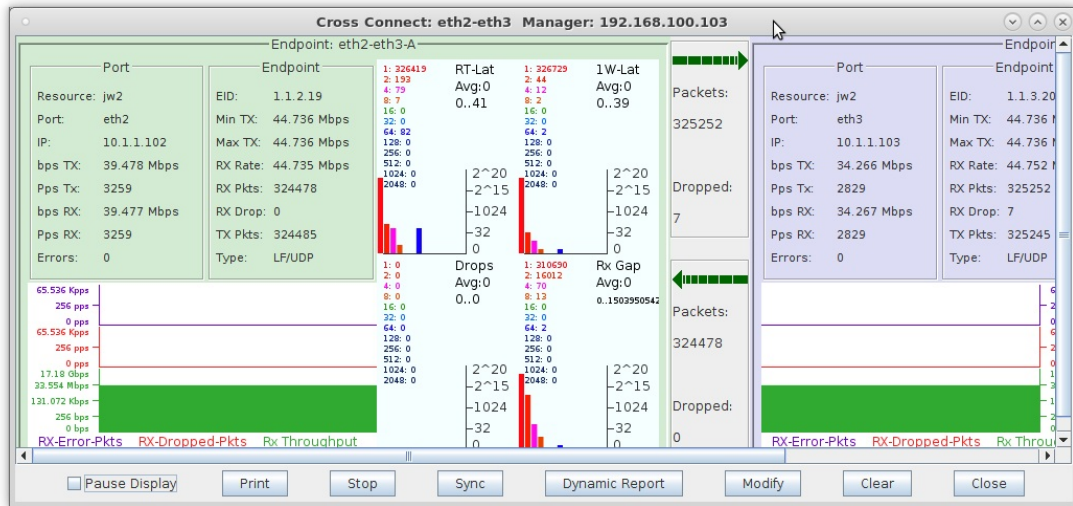 Cross Connect: eth2-eth3 Manager: 192.168.100.103
Endpoint: eth2-eth3-A
Port
Resource: jw2
Port: eth2
IP: 10.1.1.102
bps TX: 39.478 Mbps
Pps Tx: 3259
bps RX: 39.477 Mbps
Pps RX: 3259
Errors: 0
Endpoint
EID: 1.1.2.19
Min TX: 44.736 Mbps
Max TX: 44.736 Mbps
RX Rate: 44.735 Mbps
RX Pkts: 324478
RX Drop: 0
TX Pkts: 324485
Type: LF/UDP
1: 326419
2: 193
4: 79
8: 7
16: 0
32: 0
64: 82
128: 0
256: 0
512: 0
1024: 0
2048: 0
RT-Lat
Avg:0
0..41
2^20
2^15
1024
32
0
1: 326729
2: 44
4: 12
8: 2
16: 0
32: 0
64: 2
128: 0
256: 0
512: 0
1024: 0
2048: 0
1W-Lat
Avg:0
0..39
2^20
2^15
1024
32
0
1: 0
2: 0
4: 0
8: 0
16: 0
32: 0
64: 0
128: 0
256: 0
512: 0
1024: 0
2048: 0
Drops
Avg:0
0..0
2^20
2^15
1024
32
0
1: 310690
2: 16012
4: 70
8: 13
16: 0
32: 0
64: 2
128: 0
256: 0
512: 0
1024: 0
2048: 0
Rx Gap
Avg:0
0..1503950542
2^20
2^15
1024
32
0
65.536 Kpps
256 pps
0 pps
65.536 Kpps
256 pps
0 pps
17.18 Gbps
33.554 Mbps
131.072 Kbps
256 bps
0 bps
RX-Error-Pkts RX-Dropped-Pkts Rx Throughput
Packets:
325252
Dropped:
7
Packets:
324478
Dropped:
0
Port
Resource: jw2
Port: eth3
IP: 10.1.1.103
bps TX: 34.266 Mbps
Pps Tx: 2829
bps RX: 34.267 Mbps
Pps RX: 2829
Errors: 0
Endpoint
EID: 1.1.3.20
Min TX: 44.736
Max TX: 44.736
RX Rate: 44.752
RX Pkts: 325252
RX Drop: 7
TX Pkts: 325245
Type: LF/UDP
RX-Error-Pkts RX-Dropped-Pkts Rx
Pause Display Print Stop Sync Dynamic Report Modify Clear Close